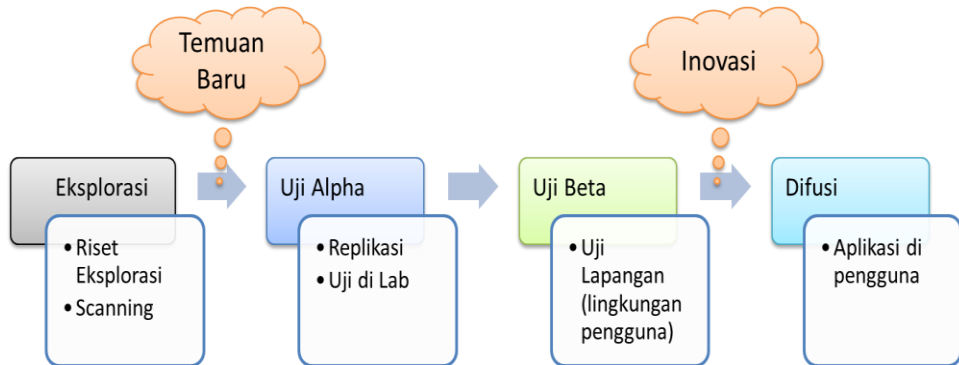 Temuan
Baru
Inovasi
Eksplorasi
• Riset
Eksplorasi
• Scanning
Uji Alpha
• Replikasi
• Uji di Lab
Uji Beta
• Uji
Lapangan
(lingkungan
pengguna)
Difusi
• Aplikasi di
pengguna